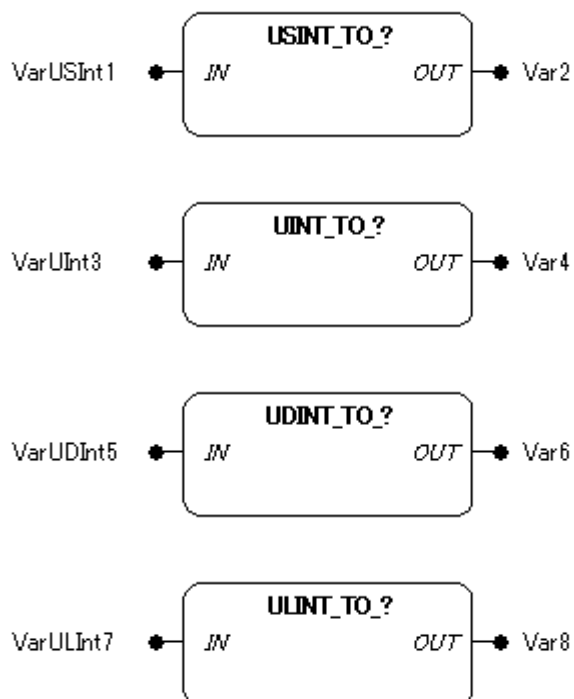 USINT_TO_?
VarUSInt1 IN OUT Var2
UINT_TO_?
VarUInt3 IN OUT Var4
UDINT_TO_?
VarUDInt5 IN OUT Var6
ULINT_TO_?
VarULInt7 IN OUT Var8